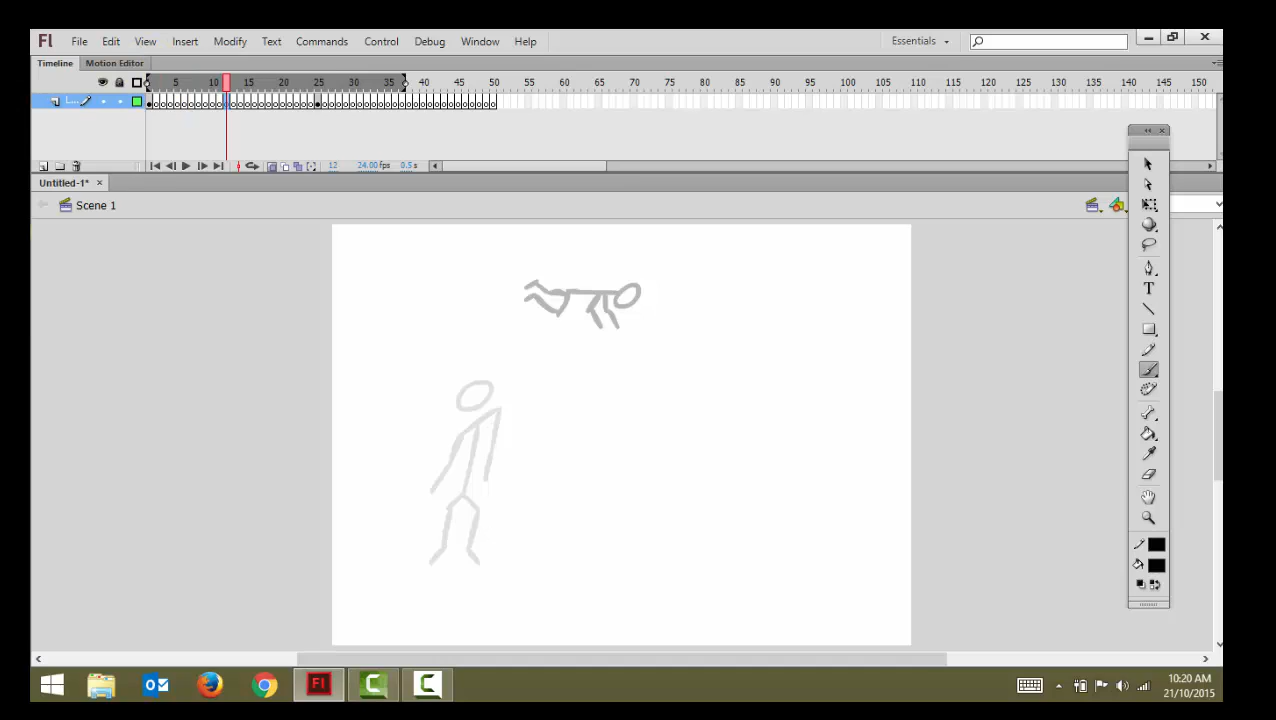 Fl File Edit View Insert Modify Text Commands Control Debug Window Help Essentials
Timeline Motion Editor
5 10 15 20 25 30 35 40 45 50 55 60 65 70 75 80 85 90 95 100 105 110 115 120 125 130 135 140 145 150
12 24.00 fps 0.5 s
Untitled-1* ×
Scene 1
T
Fl
10:20 AM
21/10/2015